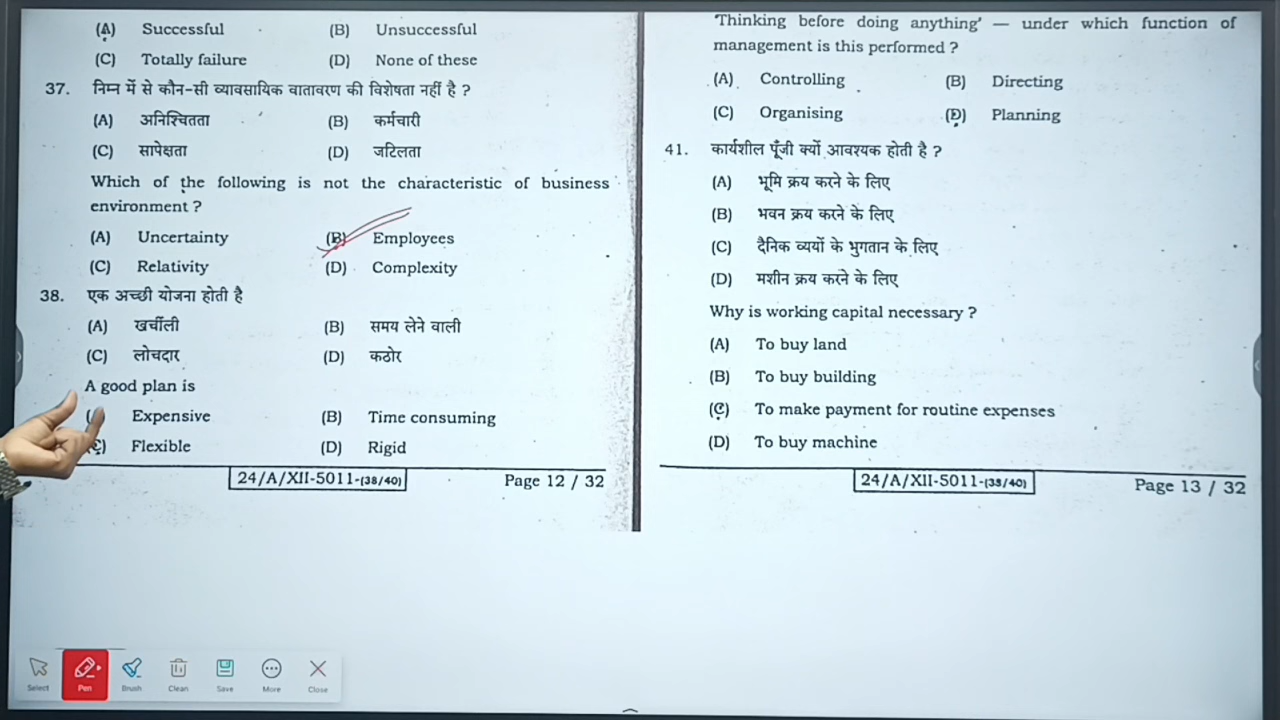 (A) Successful (B) Unsuccessful
(C) Totally failure (D) None of these
37. निम्न में से कौन-सी व्यावसायिक वातावरण की विशेषता नहीं है ?
(A) अनिश्चितता (B) कर्मचारी
(C) सापेक्षता (D) जटिलता
Which of the following is not the characteristic of business
environment ?
(A) Uncertainty (B) Employees
(C) Relativity (D) Complexity
38. एक अच्छी योजना होती है
(A) खर्चीली (B) समय लेने वाली
(C) लोचदार (D) कठोर
A good plan is
Expensive (B) Time consuming
(C) Flexible (D) Rigid
24/A/XII-5011-(38/40) Page 12 / 32
'Thinking before doing anything' — under which function of
management is this performed ?
(A) Controlling (B) Directing
(C) Organising (D) Planning
41. कार्यशील पूँजी क्यों आवश्यक होती है ?
(A) भूमि क्रय करने के लिए
(B) भवन क्रय करने के लिए
(C) दैनिक व्ययों के भुगतान के लिए
(D) मशीन क्रय करने के लिए
Why is working capital necessary ?
(A) To buy land
(B) To buy building
(C) To make payment for routine expenses
(D) To buy machine
24/A/XII-5011-(38/40) Page 13 / 32
Select Pen Brush Clean Save More Close